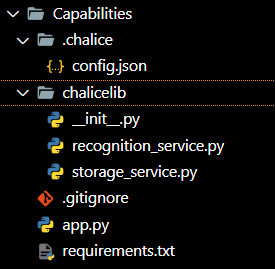 Capabilities
.chalice
{..} config.json
chalicelib
__init__.py
recognition_service.py
storage_service.py
.gitignore
app.py
requirements.txt